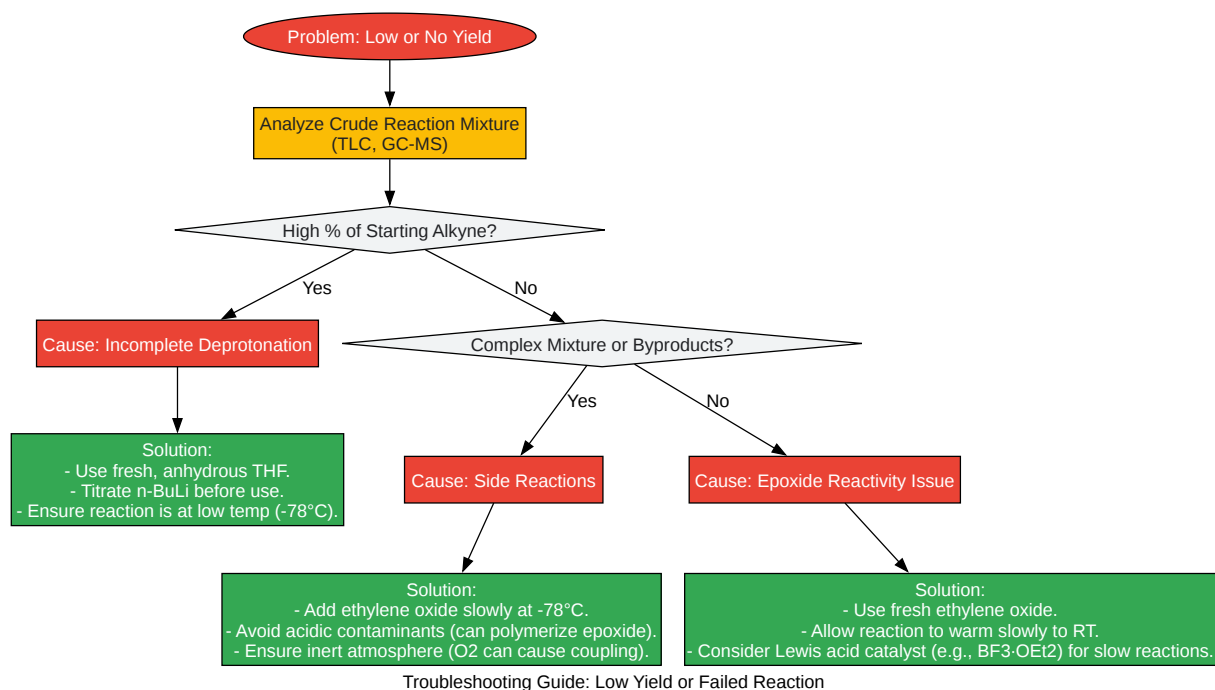 Problem: Low or No Yield
Analyze Crude Reaction Mixture
(TLC, GC-MS)
High % of Starting Alkyne?
Yes
No
Cause: Incomplete Deprotonation
Complex Mixture or Byproducts?
Yes
No
Solution:
- Use fresh, anhydrous THF.
- Titrate n-BuLi before use.
- Ensure reaction is at low temp (-78°C).
Cause: Side Reactions
Cause: Epoxide Reactivity Issue
Solution:
- Add ethylene oxide slowly at -78°C.
- Avoid acidic contaminants (can polymerize epoxide).
- Ensure inert atmosphere (O2 can cause coupling).
Solution:
- Use fresh ethylene oxide.
- Allow reaction to warm slowly to RT.
- Consider Lewis acid catalyst (e.g., BF3·OEt2) for slow reactions.
Troubleshooting Guide: Low Yield or Failed Reaction